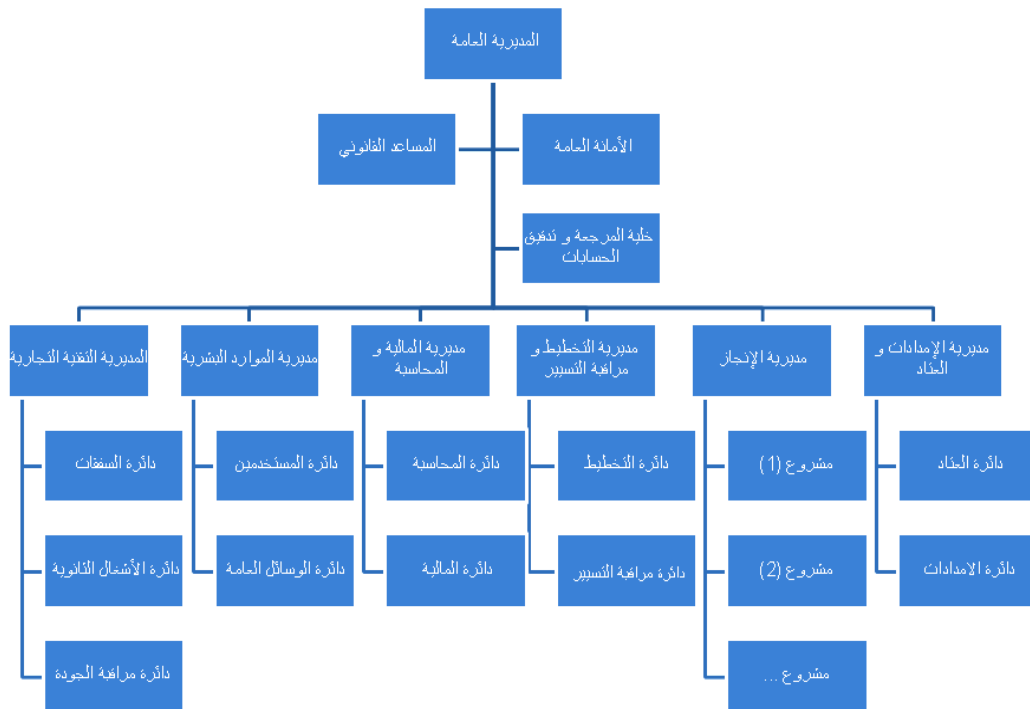 المديرية العامة
الأمانة العامة
المساعد القانوني
خلية المرجعة و تدقيق
الحسابات
مديرية الإمدادات و
العتاد
مديرية الإنجاز
مديرية التخطيط و
مراقبة التسيير
مديرية المالية و
المحاسبة
مديرية الموارد البشرية
المديرية التقنية التجارية
دائرة العتاد
مشروع (1)
دائرة التخطيط
دائرة المحاسبة
دائرة المستخدمين
دائرة السفقات
دائرة الامدادات
مشروع (2)
دائرة مراقبة التسيير
دائرة المالية
دائرة الوسائل العامة
دائرة الأشغال الثانوية
مشروع ...
دائرة مراقبة الجودة